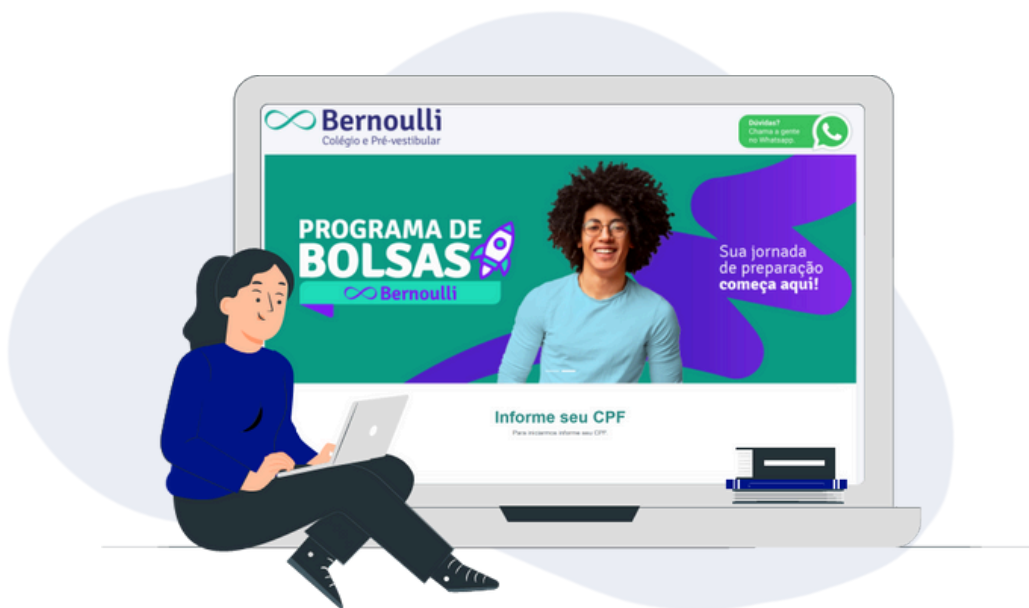 Bernoulli
Colégio e Pré-vestibular
Dúvidas?
Chama a gente
no Whatsapp.
PROGRAMA DE
BOLSAS
Bernoulli
Sua jornada
de preparação
começa aqui!
Informe seu CPF
Para iniciarmos informe seu CPF: